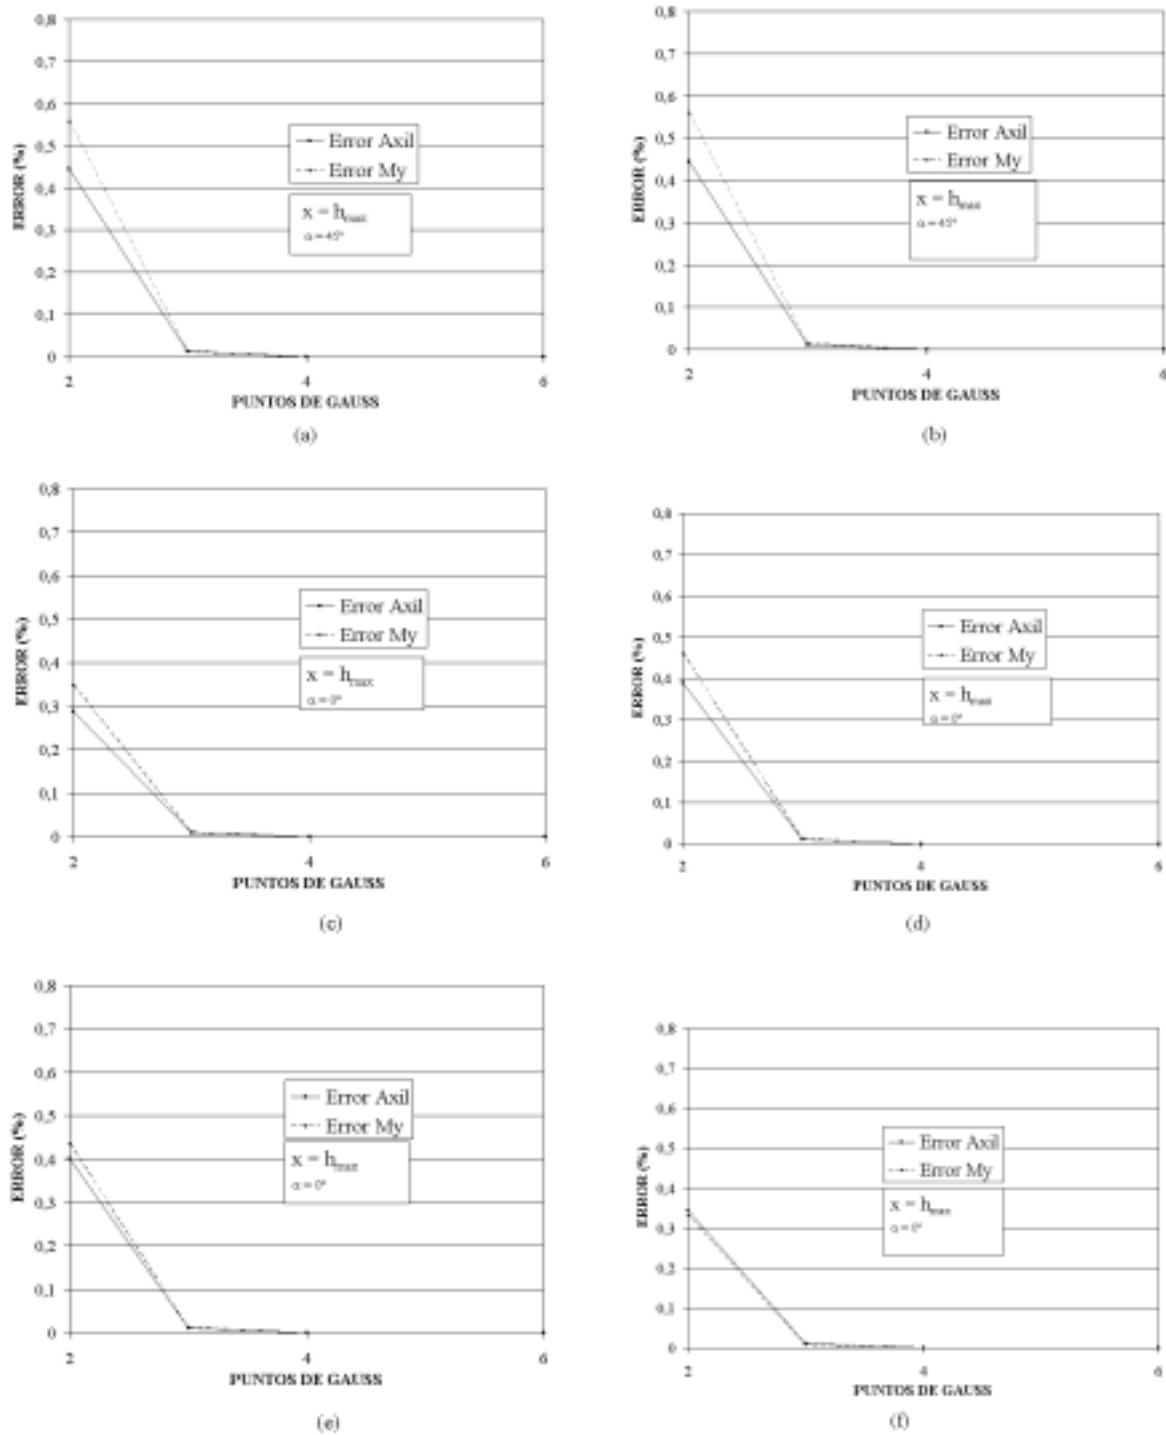 0,8
0,7
0,6
0,5
0,4
0,3
0,2
0,1
0
ERROR (%)
Error Axil
Error My
x = hmax
α = 45º
2
4
6
PUNTOS DE GAUSS
(a)
0,8
0,7
0,6
0,5
0,4
0,3
0,2
0,1
0
ERROR (%)
Error Axil
Error My
x = hmax
α = 45º
2
4
6
PUNTOS DE GAUSS
(b)
0,8
0,7
0,6
0,5
0,4
0,3
0,2
0,1
0
ERROR (%)
Error Axil
Error My
x = hmax
α = 0º
2
4
6
PUNTOS DE GAUSS
(c)
0,8
0,7
0,6
0,5
0,4
0,3
0,2
0,1
0
ERROR (%)
Error Axil
Error My
x = hmax
α = 0º
2
4
6
PUNTOS DE GAUSS
(d)
0,8
0,7
0,6
0,5
0,4
0,3
0,2
0,1
0
ERROR (%)
Error Axil
Error My
x = hmax
α = 0º
2
4
6
PUNTOS DE GAUSS
(e)
0,8
0,7
0,6
0,5
0,4
0,3
0,2
0,1
0
ERROR (%)
Error Axil
Error My
x = hmax
α = 0º
2
4
6
PUNTOS DE GAUSS
(f)